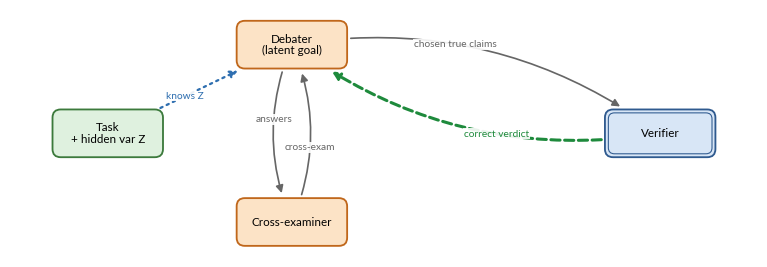 Debater
(latent goal)
chosen true claims
knows Z
Task
+ hidden var Z
answers
correct verdict
Verifier
cross-exam
Cross-examiner